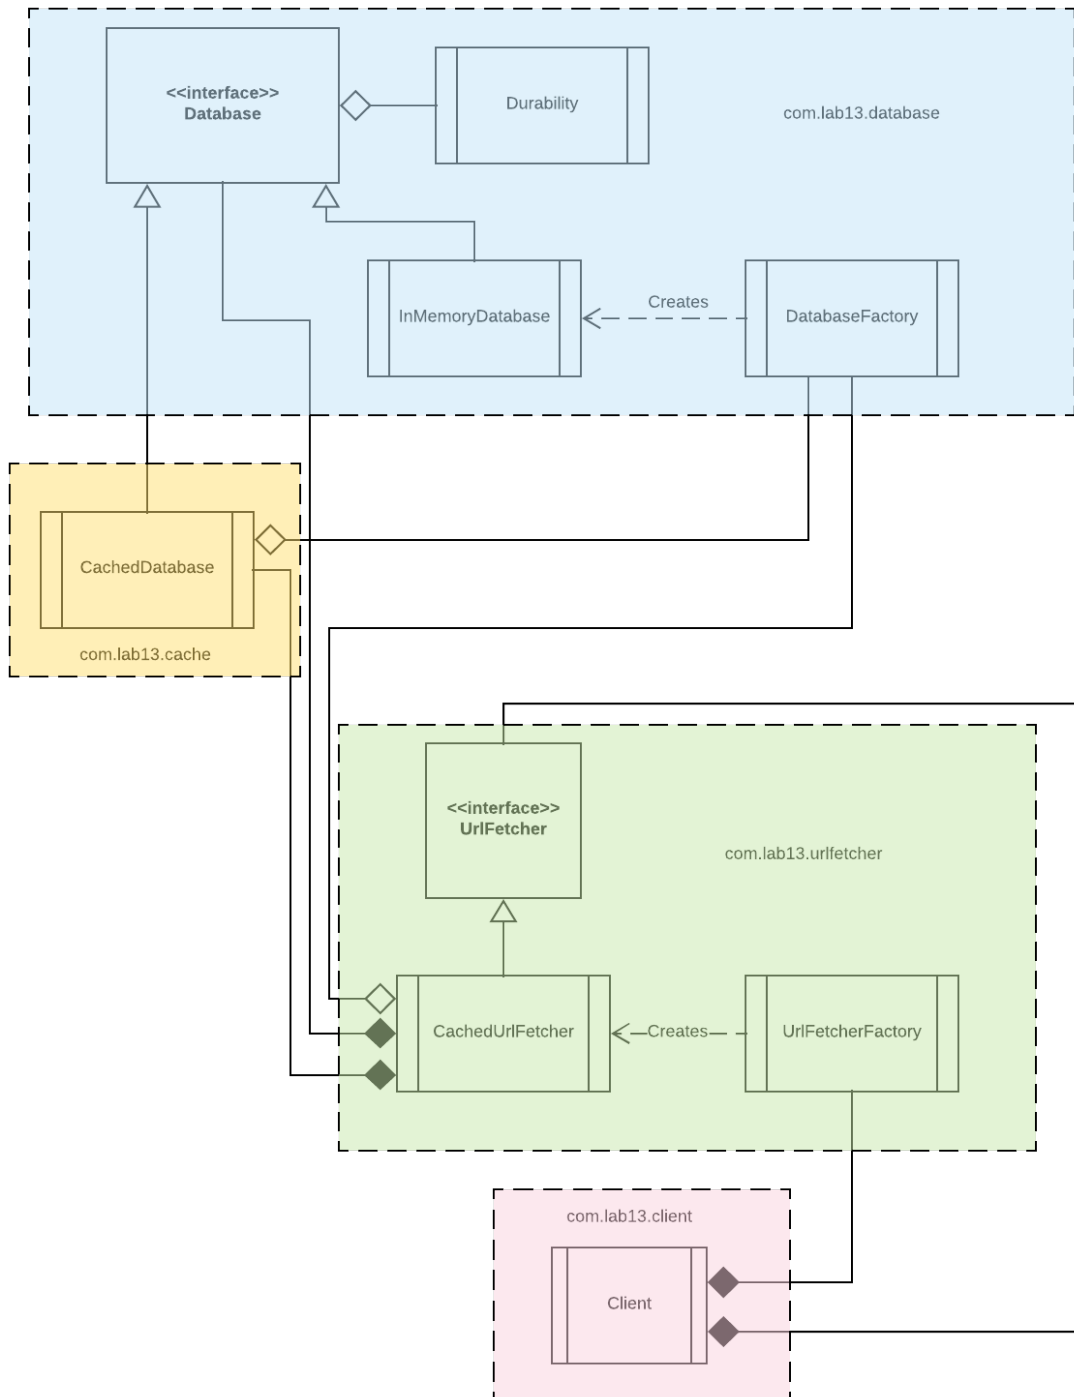 <<interface>>
Database
Durability
com.lab13.database
InMemoryDatabase
Creates
DatabaseFactory
CachedDatabase
com.lab13.cache
<<interface>>
UrlFetcher
com.lab13.urlfetcher
CachedUrlFetcher
Creates
UrlFetcherFactory
com.lab13.client
Client